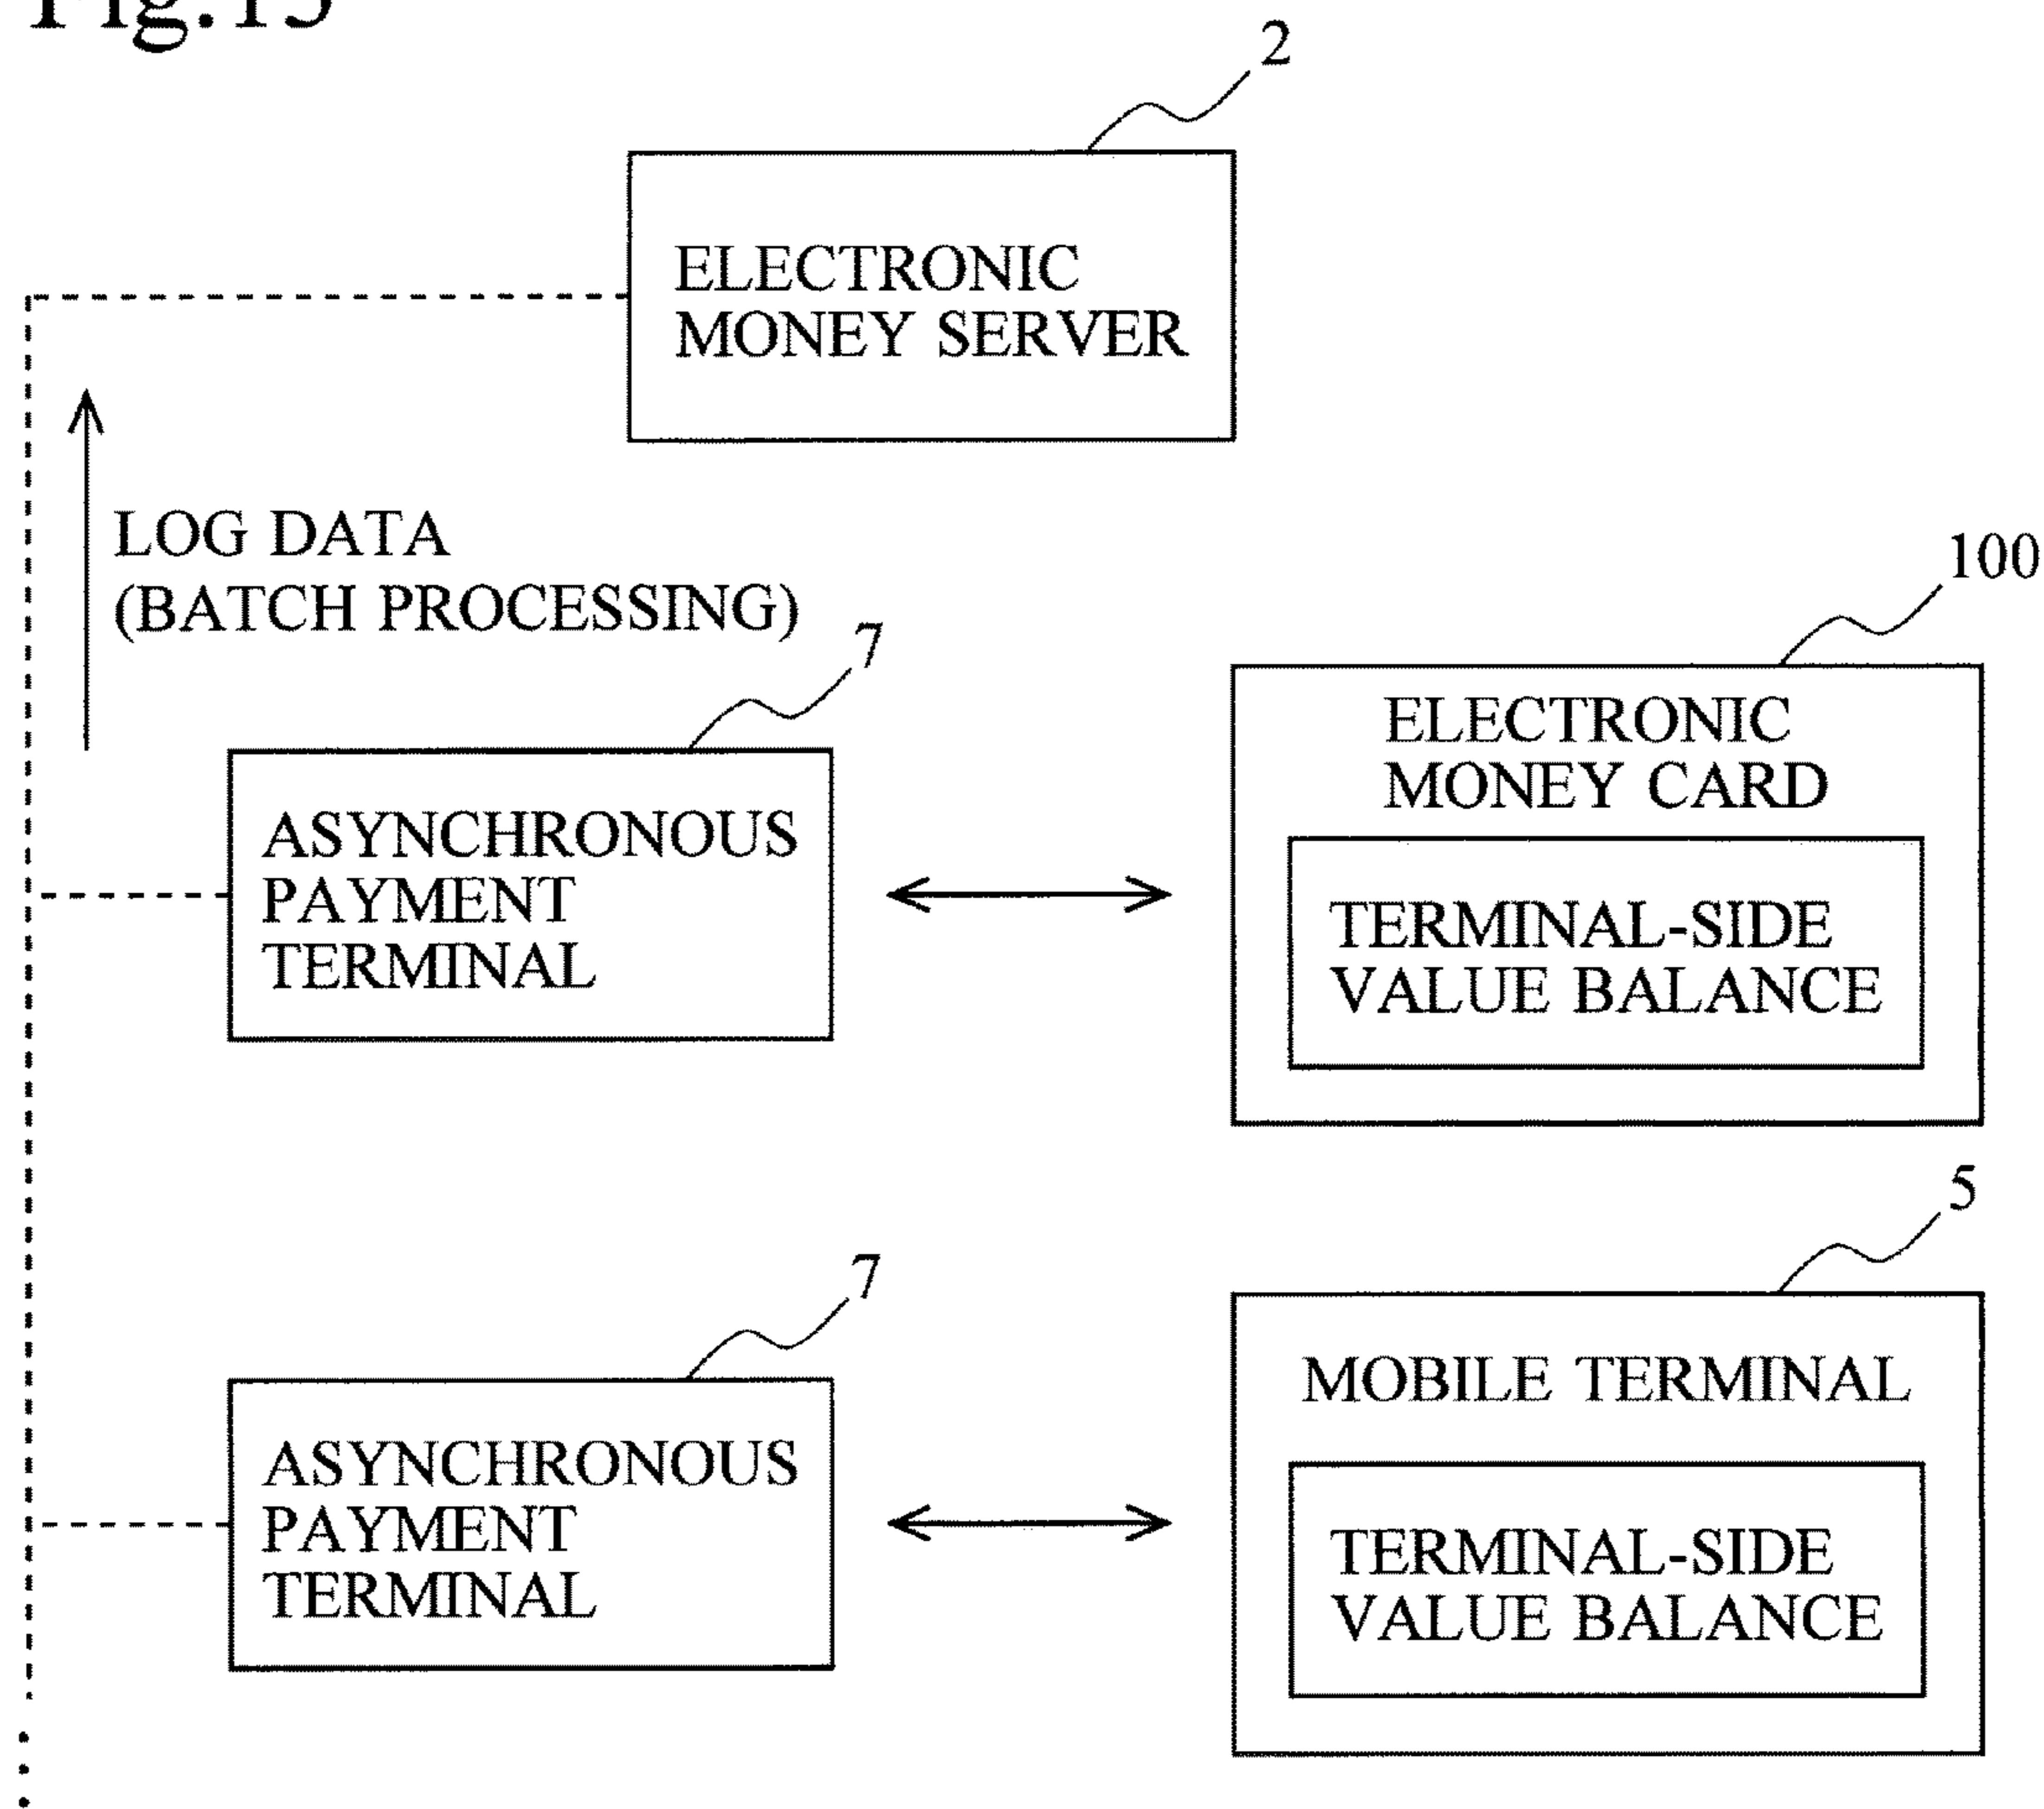 Fig.15
2
ELECTRONIC
MONEY SERVER
LOG DATA
(BATCH PROCESSING)
100
7
ELECTRONIC
MONEY CARD
ASYNCHRONOUS
PAYMENT
TERMINAL
TERMINAL-SIDE
VALUE BALANCE
5
7
MOBILE TERMINAL
ASYNCHRONOUS
PAYMENT
TERMINAL
TERMINAL-SIDE
VALUE BALANCE